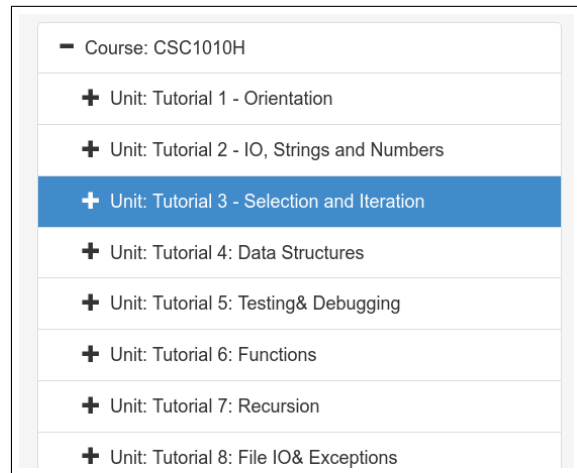 Course: CSC1010H
Unit: Tutorial 1 - Orientation
Unit: Tutorial 2 - IO, Strings and Numbers
Unit: Tutorial 3 - Selection and Iteration
Unit: Tutorial 4: Data Structures
Unit: Tutorial 5: Testing& Debugging
Unit: Tutorial 6: Functions
Unit: Tutorial 7: Recursion
Unit: Tutorial 8: File IO& Exceptions